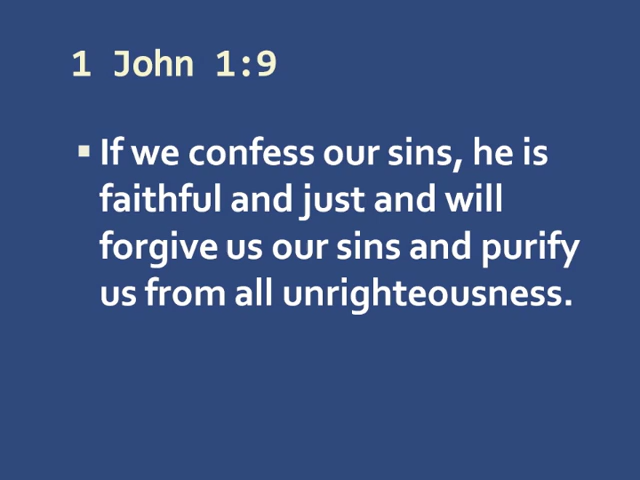 1 John 1:9
▪ If we confess our sins, he is
faithful and just and will
forgive us our sins and purify
us from all unrighteousness.